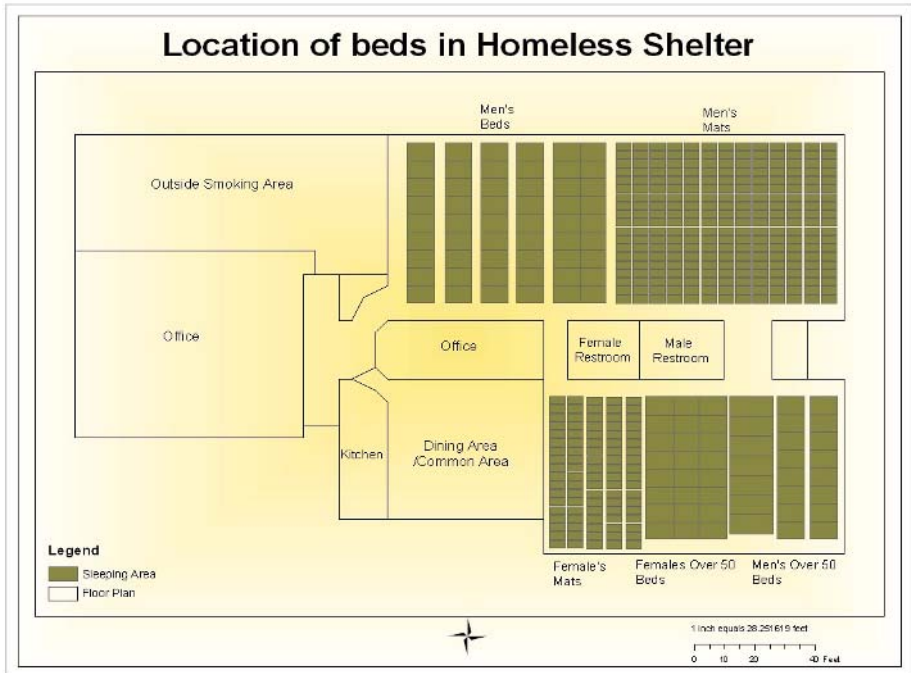 Location of beds in Homeless Shelter
Men's
Beds
Men's
Mats
Outside Smoking Area
Office
Office
Female
Restroom
Male
Restroom
Kitchen
Dining Area
/Common Area
Legend
Sleeping Area
Floor Plan
Female's
Mats
Females Over 50
Beds
Men's Over 50
Beds
1 inch equals 28.251619 feet
0 10 20 40 Feet